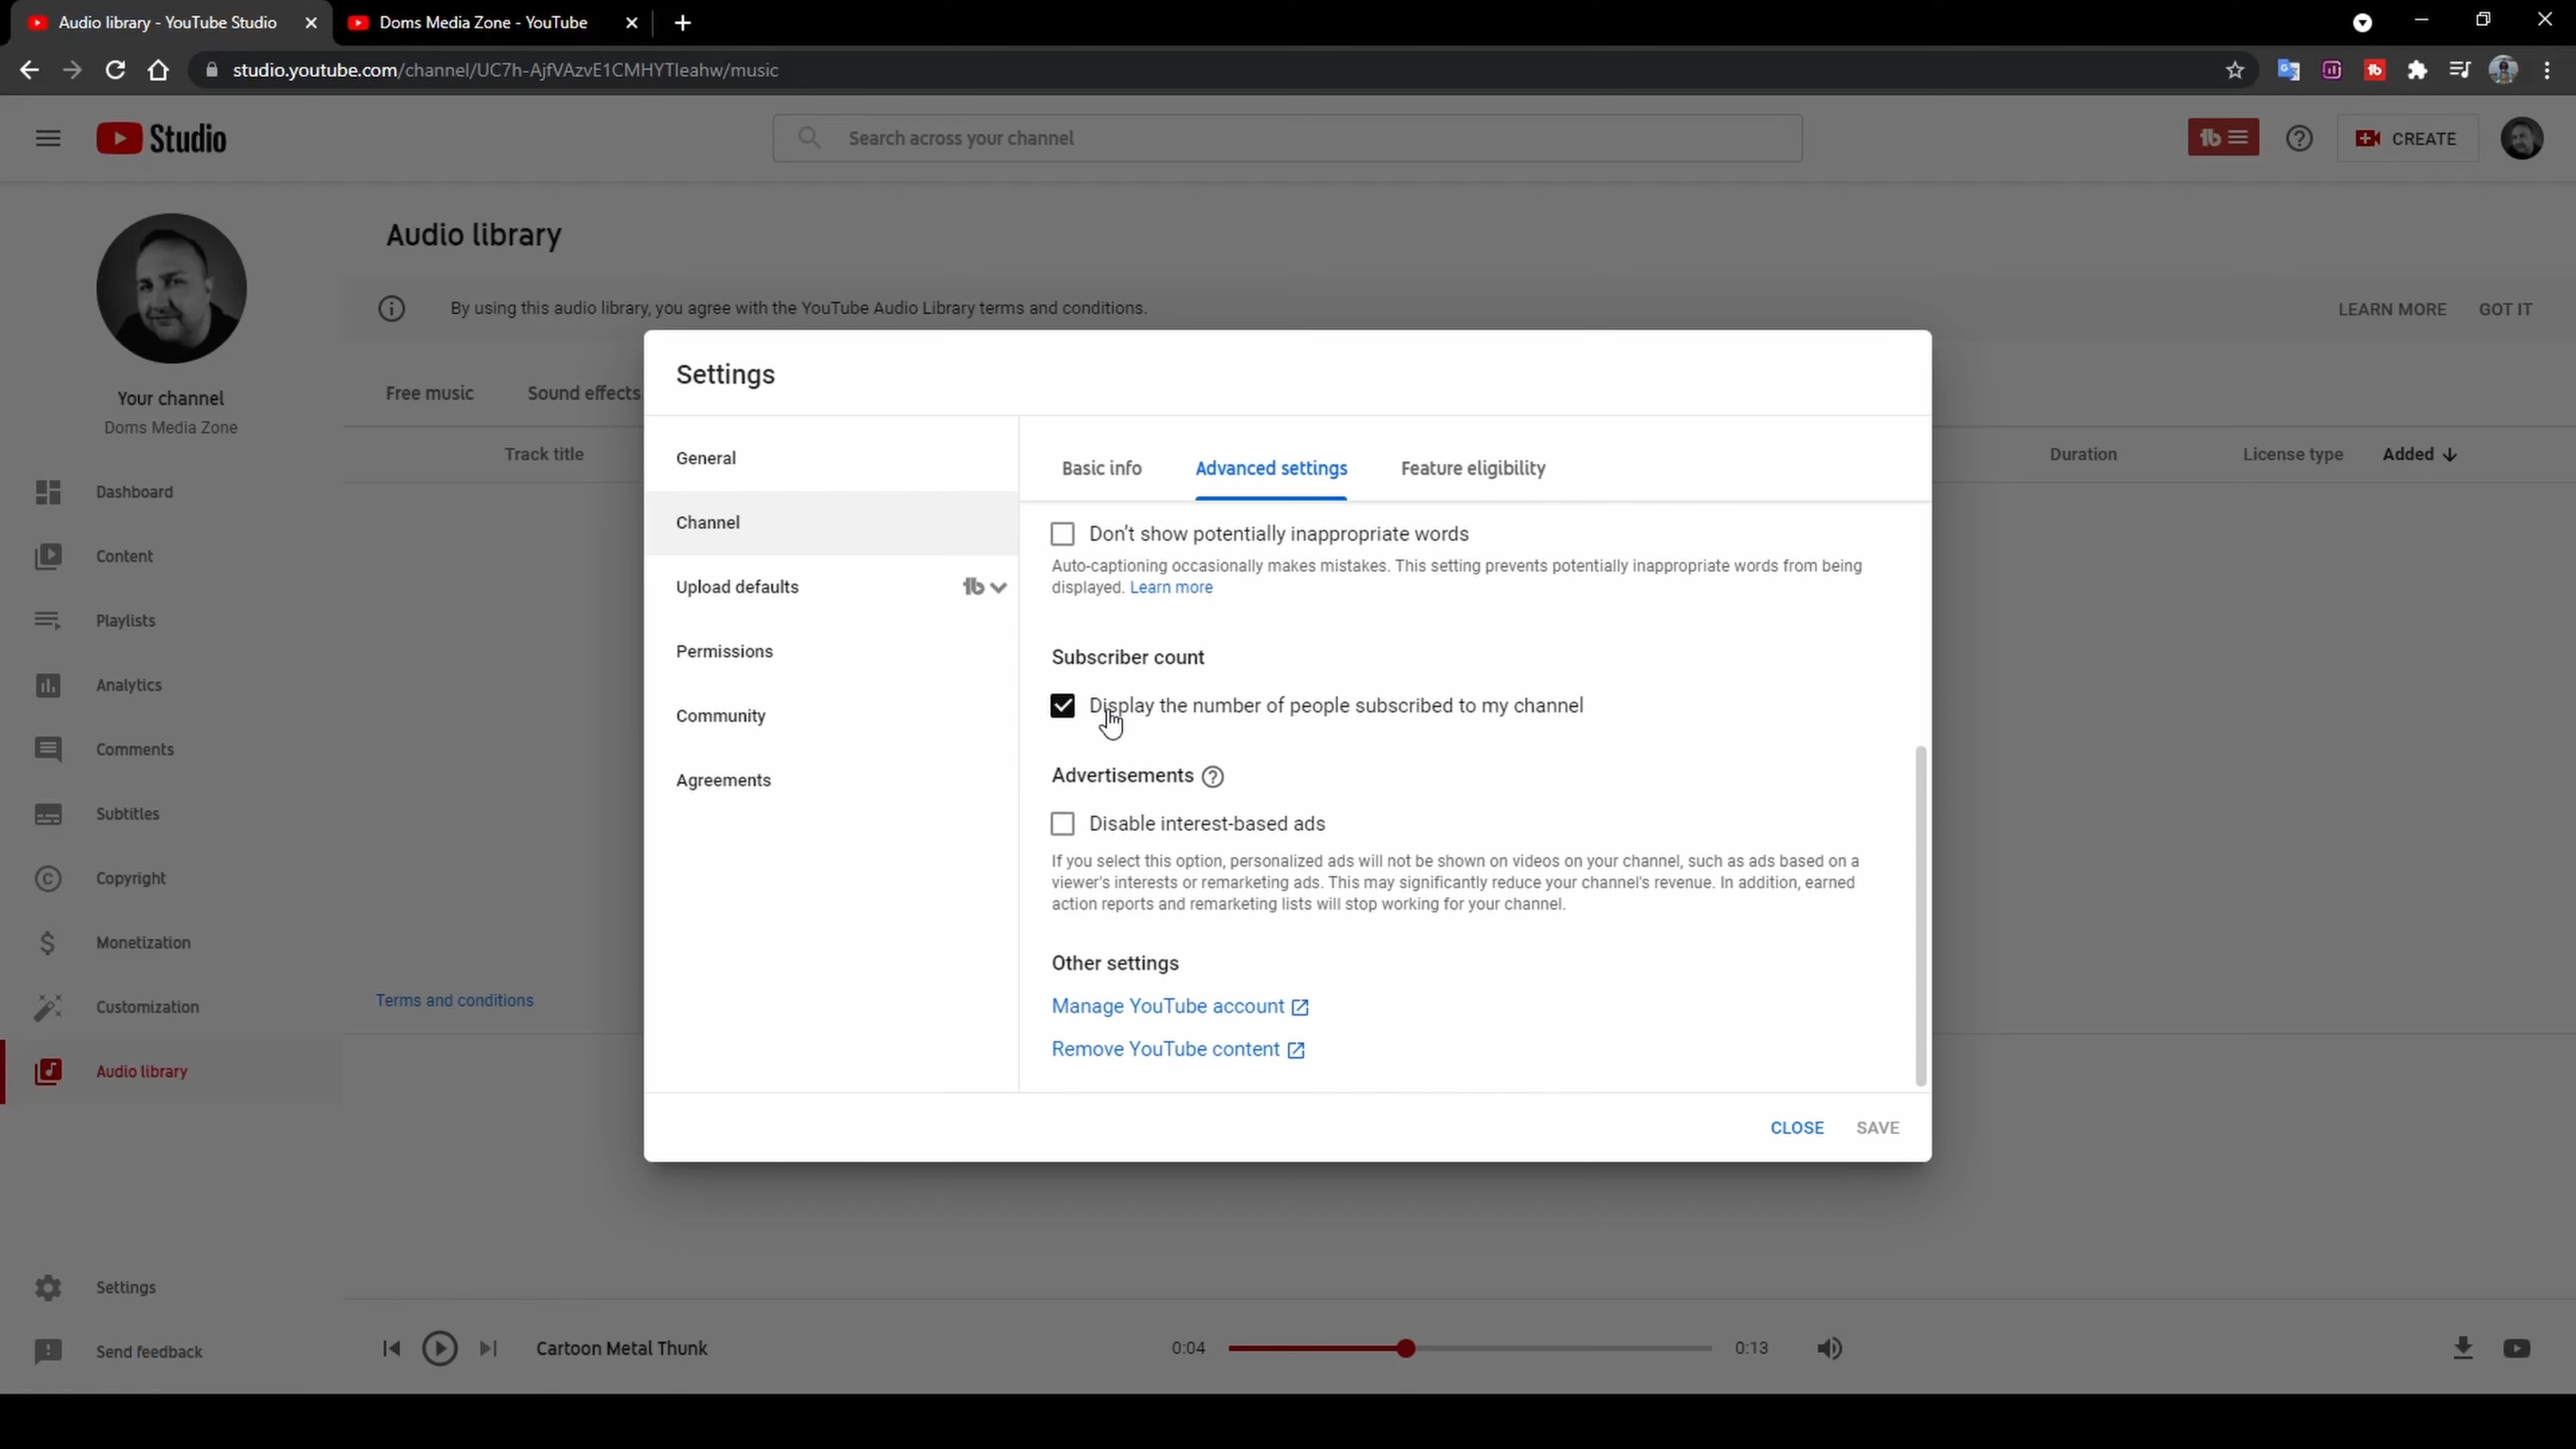 Audio library - YouTube Studio
Doms Media Zone - YouTube
studio.youtube.com/channel/UC7h-AjfVAzvE1CMHYTleahw/music
Studio
Search across your channel
CREATE
Your channel
Doms Media Zone
Dashboard
Content
Playlists
Analytics
Comments
Subtitles
Copyright
Monetization
Customization
Audio library
Settings
Send feedback
Audio library
By using this audio library, you agree with the YouTube Audio Library terms and conditions.
LEARN MORE GOT IT
Free music Sound effects
Track title Duration License type Added
Terms and conditions
Settings
General
Channel
Upload defaults
Permissions
Community
Agreements
Basic info Advanced settings Feature eligibility
Don't show potentially inappropriate words
Auto-captioning occasionally makes mistakes. This setting prevents potentially inappropriate words from being
displayed. Learn more
Subscriber count
Display the number of people subscribed to my channel
Advertisements
Disable interest-based ads
If you select this option, personalized ads will not be shown on videos on your channel, such as ads based on a
viewer's interests or remarketing ads. This may significantly reduce your channel's revenue. In addition, earned
action reports and remarketing lists will stop working for your channel.
Other settings
Manage YouTube account
Remove YouTube content
CLOSE SAVE
Cartoon Metal Thunk 0:04 0:13